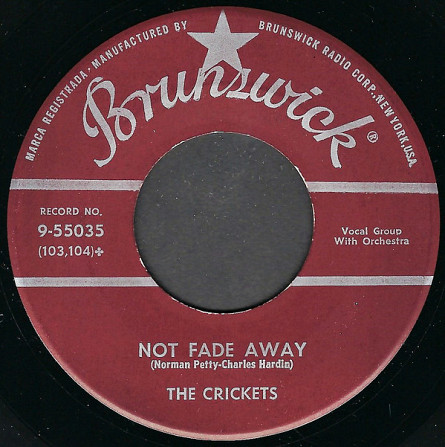 MARCA REGISTRADA · MANUFACTURED BY BRUNSWICK RADIO CORP., NEW YORK, USA
Brunswick®
RECORD NO.
9-55035
(103,104)✤
Vocal Group
With Orchestra
NOT FADE AWAY
(Norman Petty-Charles Hardin)
THE CRICKETS